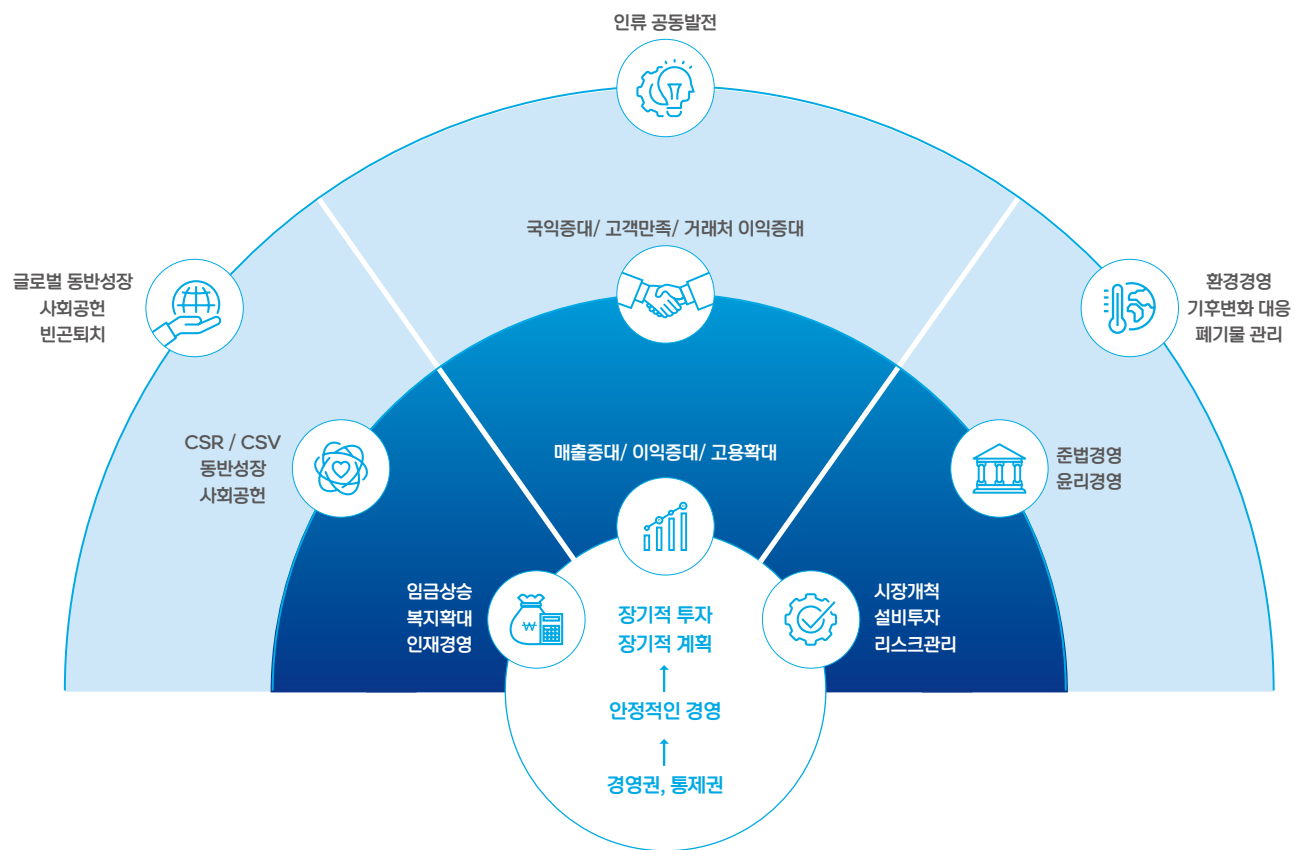 인류 공동발전
국익증대/ 고객만족/ 거래처 이익증대
글로벌 동반성장
사회공헌
빈곤퇴치
환경경영
기후변화 대응
폐기물 관리
CSR / CSV
동반성장
사회공헌
매출증대/ 이익증대/ 고용확대
준법경영
윤리경영
임금상승
복지확대
인재경영
₩
장기적 투자
장기적 계획
시장개척
설비투자
리스크관리
안정적인 경영
경영권, 통제권